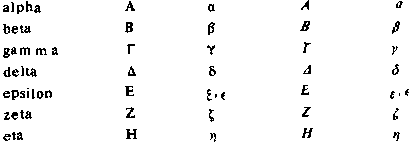 alpha A α A α
beta B β B β
gamma Γ γ Γ γ
delta Δ δ Δ δ
epsilon E ξ, ϵ E ε, ϵ
zeta Z ζ Z ζ
eta H η H η